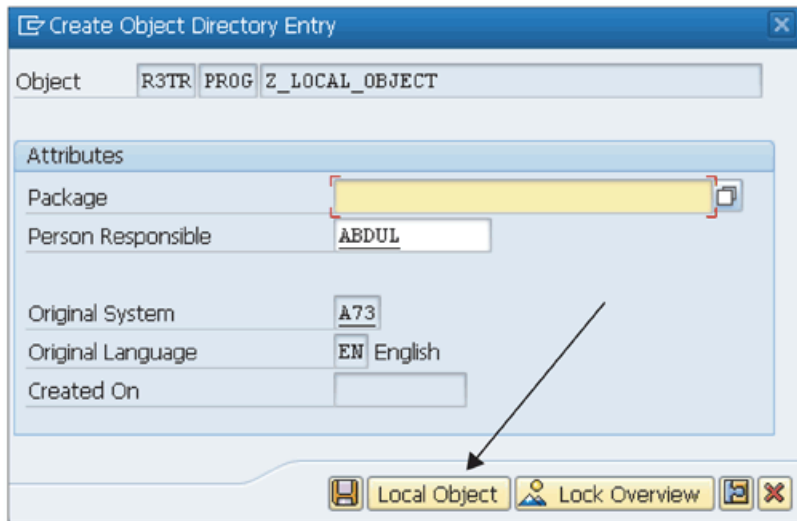 Create Object Directory Entry
Object R3TR PROG Z_LOCAL_OBJECT
Attributes
Package
Person Responsible ABDUL
Original System A73
Original Language EN English
Created On
Local Object Lock Overview